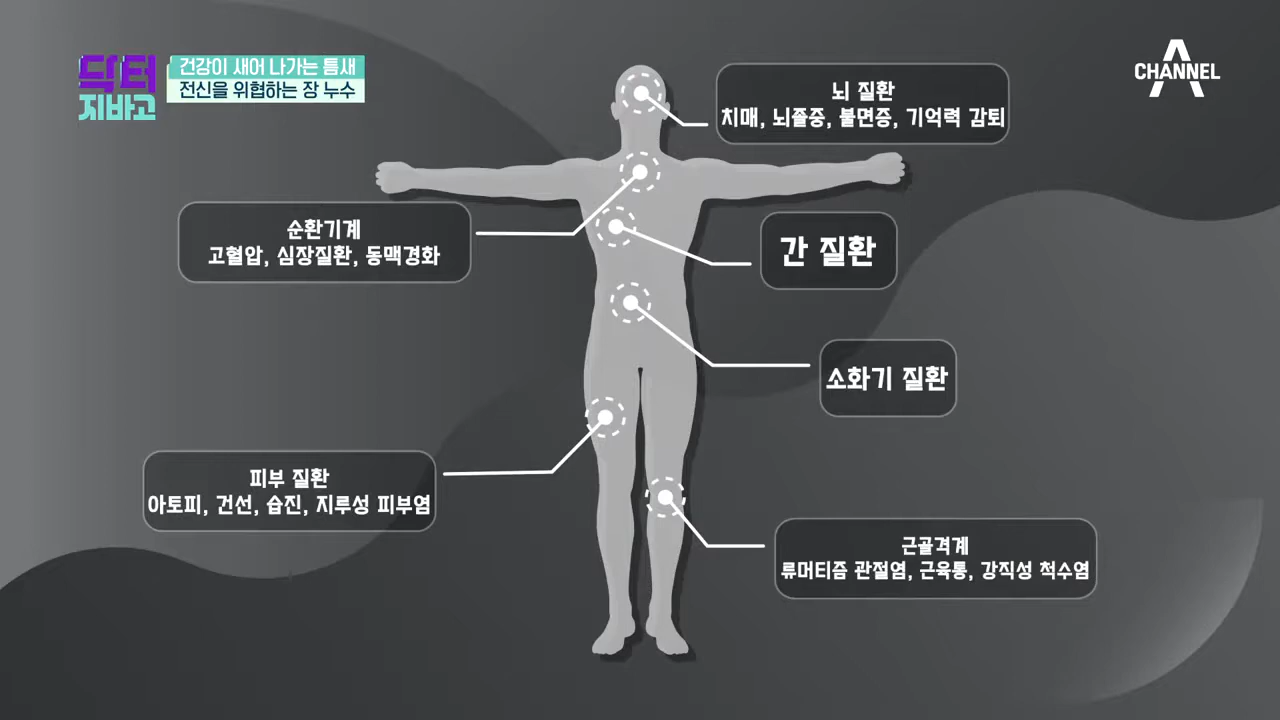 닥터
지바고
건강이 새어 나가는 틈새
전신을 위협하는 장 누수
CHANNEL A
뇌 질환
치매, 뇌졸중, 불면증, 기억력 감퇴
순환기계
고혈압, 심장질환, 동맥경화
간 질환
소화기 질환
피부 질환
아토피, 건선, 습진, 지루성 피부염
근골격계
류머티즘 관절염, 근육통, 강직성 척수염